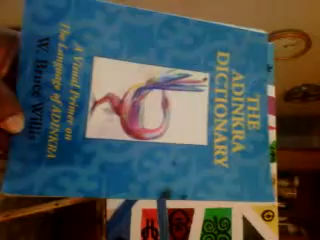 THE
ADINKRA
DICTIONARY
A Visual Primer on
The Language of ADINKRA
W. Bruce Willis